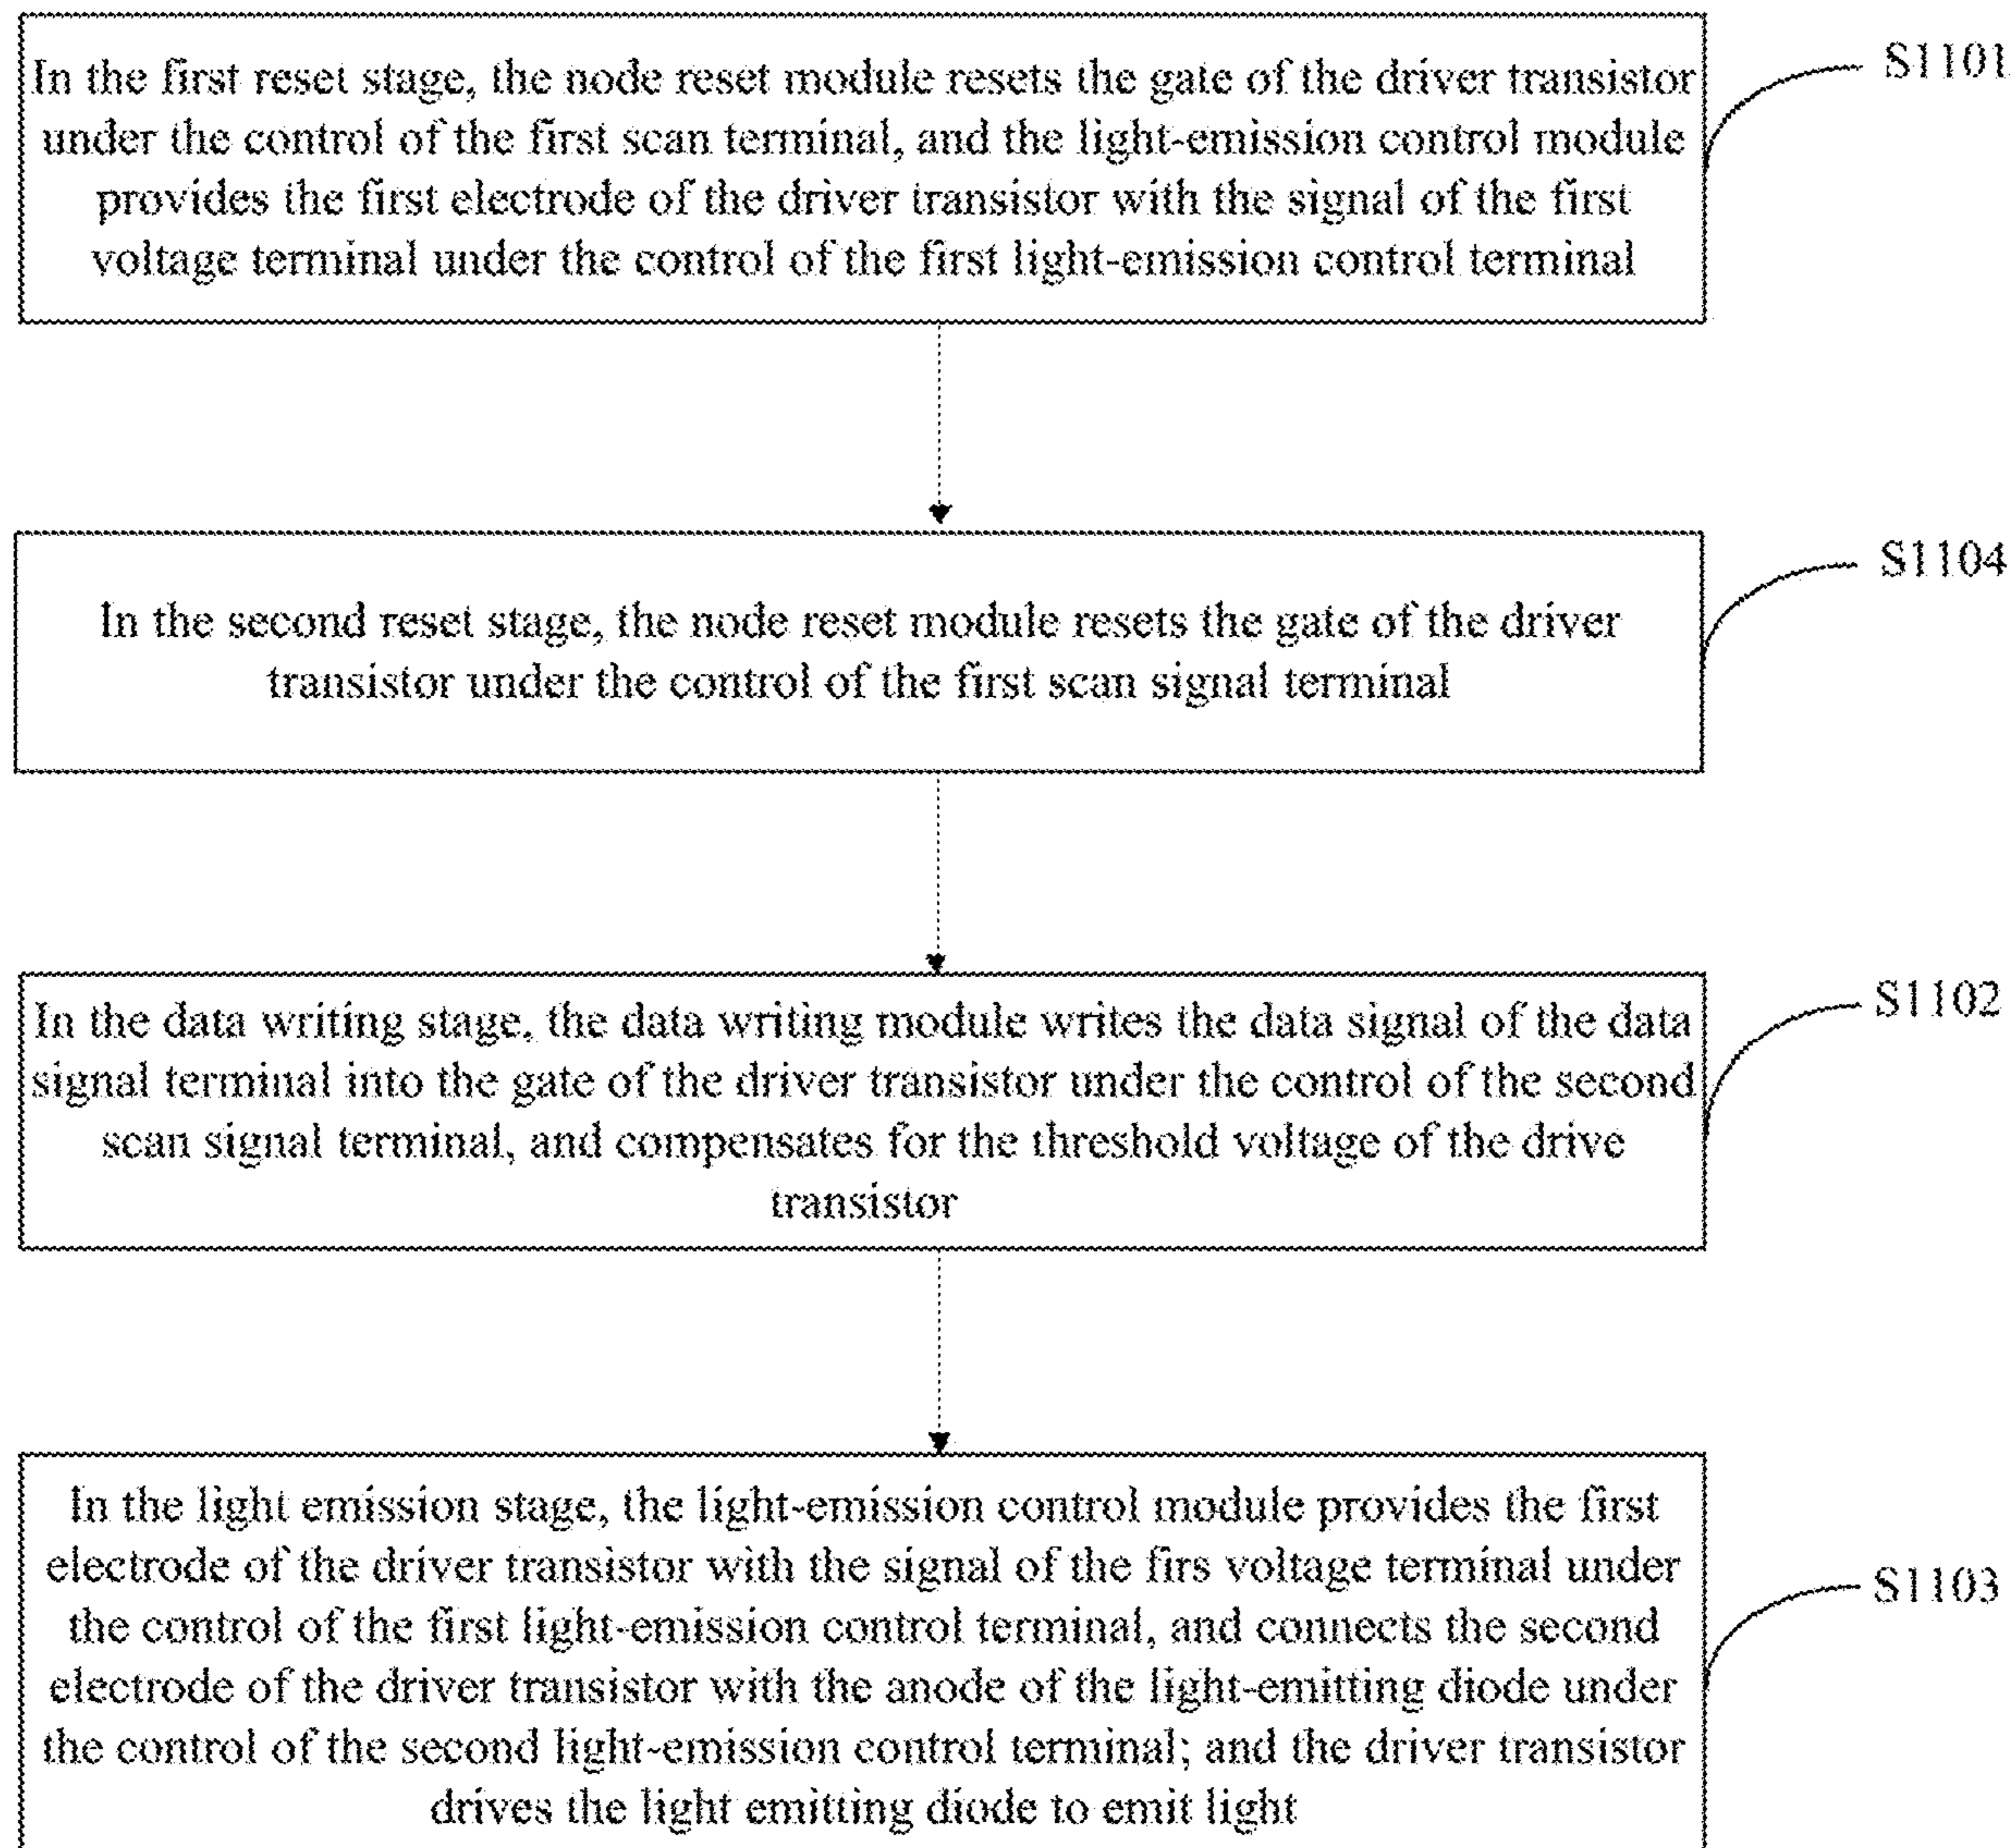 In the first reset stage, the node reset module resets the gate of the driver transistor
under the control of the first scan terminal, and the light-emission control module
provides the first electrode of the driver transistor with the signal of the first
voltage terminal under the control of the first light-emission control terminal
S1101
In the second reset stage, the node reset module resets the gate of the driver
transistor under the control of the first scan signal terminal
S1104
In the data writing stage, the data writing module writes the data signal of the data
signal terminal into the gate of the driver transistor under the control of the second
scan signal terminal, and compensates for the threshold voltage of the drive
transistor
S1102
In the light emission stage, the light-emission control module provides the first
electrode of the driver transistor with the signal of the firs voltage terminal under
the control of the first light-emission control terminal, and connects the second
electrode of the driver transistor with the anode of the light-emitting diode under
the control of the second light-emission control terminal; and the driver transistor
drives the light emitting diode to emit light
S1103